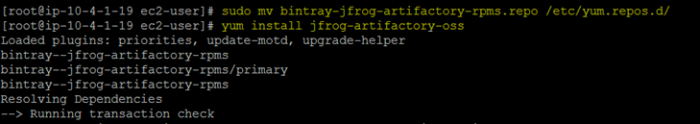 [root@ip-10-4-1-19 ec2-user]# sudo mv bintray-jfrog-artifactory-rpms.repo /etc/yum.repos.d/
[root@ip-10-4-1-19 ec2-user]# yum install jfrog-artifactory-oss
Loaded plugins: priorities, update-motd, upgrade-helper
bintray--jfrog-artifactory-rpms
bintray--jfrog-artifactory-rpms/primary
bintray--jfrog-artifactory-rpms
Resolving Dependencies
--> Running transaction check